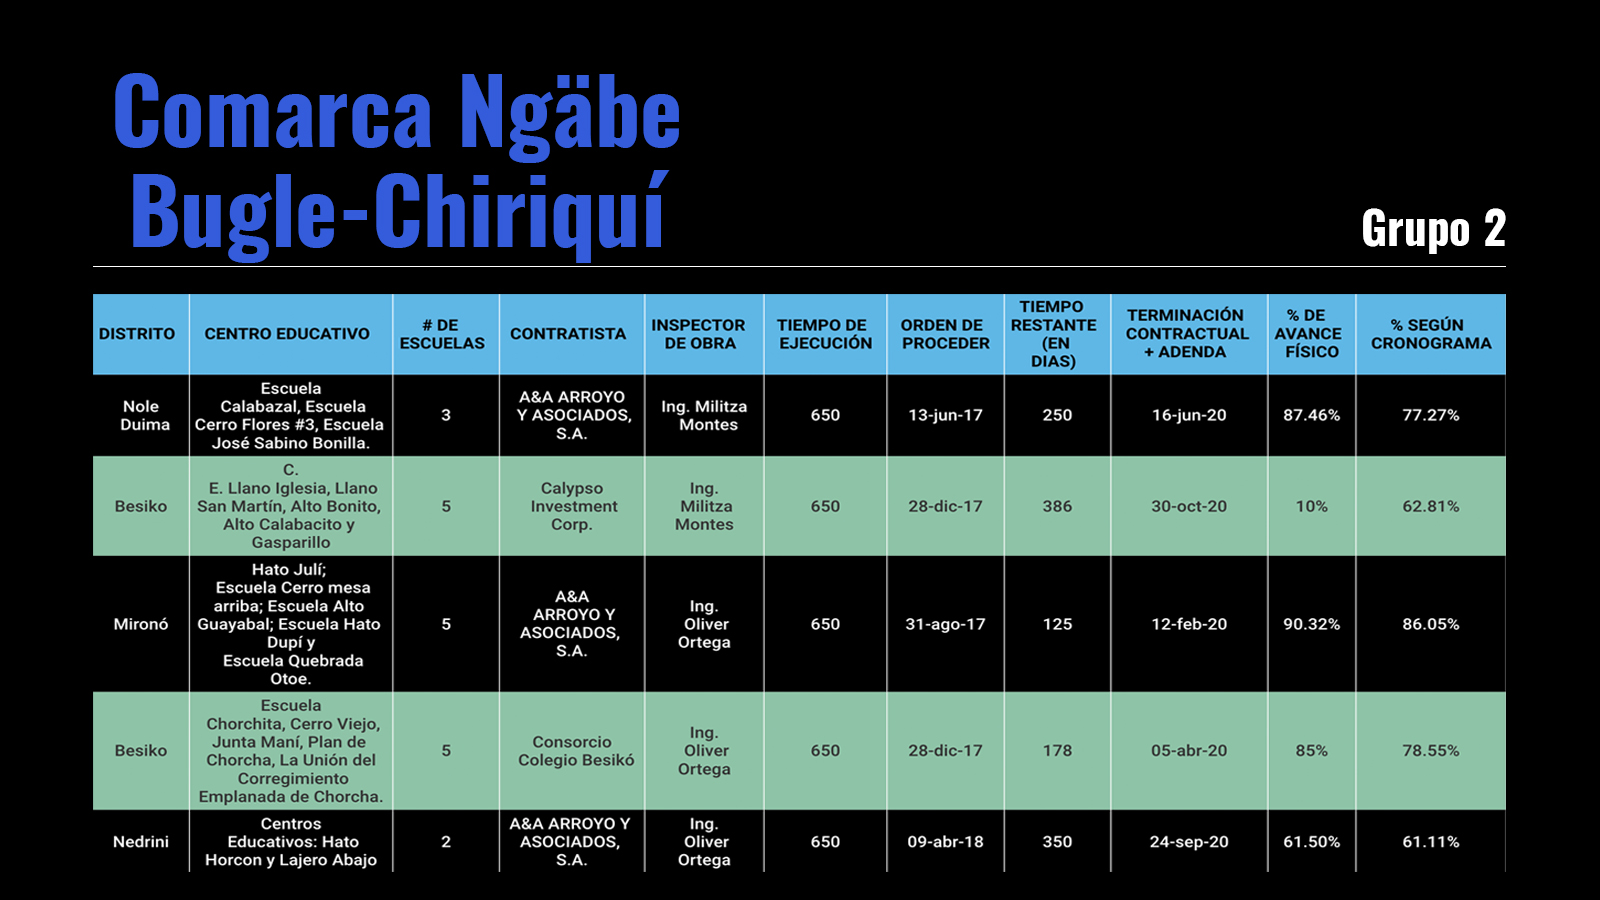 Comarca Ngäbe
Bugle-Chiriquí
Grupo 2
DISTRITO
CENTRO EDUCATIVO
# DE
ESCUELAS
CONTRATISTA
INSPECTOR
DE OBRA
TIEMPO DE
EJECUCIÓN
ORDEN DE
PROCEDER
TIEMPO
RESTANTE
(EN
DIAS)
TERMINACIÓN
CONTRACTUAL
+ ADENDA
% DE
AVANCE
FÍSICO
% SEGÚN
CRONOGRAMA
Nole
Duima
Escuela
Calabazal, Escuela
Cerro Flores #3, Escuela
José Sabino Bonilla.
3
A&A ARROYO
Y ASOCIADOS,
S.A.
Ing. Militza
Montes
650
13-jun-17
250
16-jun-20
87.46%
77.27%
Besiko
C.
E. Llano Iglesia, Llano
San Martín, Alto Bonito,
Alto Calabacito y
Gasparillo
5
Calypso
Investment
Corp.
Ing.
Militza
Montes
650
28-dic-17
386
30-oct-20
10%
62.81%
Mironó
Hato Julí;
Escuela Cerro mesa
arriba; Escuela Alto
Guayabal; Escuela Hato
Dupí y
Escuela Quebrada
Otoe.
5
A&A
ARROYO Y
ASOCIADOS,
S.A.
Ing.
Oliver
Ortega
650
31-ago-17
125
12-feb-20
90.32%
86.05%
Besiko
Escuela
Chorchita, Cerro Viejo,
Junta Maní, Plan de
Chorcha, La Unión del
Corregimiento
Emplanada de Chorcha.
5
Consorcio
Colegio Besikó
Ing.
Oliver
Ortega
650
28-dic-17
178
05-abr-20
85%
78.55%
Nedrini
Centros
Educativos: Hato
Horcon y Lajero Abajo
2
A&A ARROYO Y
ASOCIADOS,
S.A.
Ing.
Oliver
Ortega
650
09-abr-18
350
24-sep-20
61.50%
61.11%